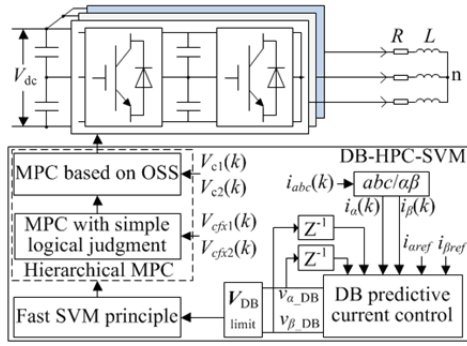 R L
V_dc
n
DB-HPC-SVM
MPC based on OSS
V_c1(k)
V_c2(k)
i_abc(k)
abc/αβ
i_α(k) i_β(k)
MPC with simple
logical judgment
V_cfx1(k)
V_cfx2(k)
Z⁻¹
Z⁻¹
i_αref i_βref
Hierarchical MPC
Fast SVM principle
V_DB
limit
v_α_DB
v_β_DB
DB predictive
current control